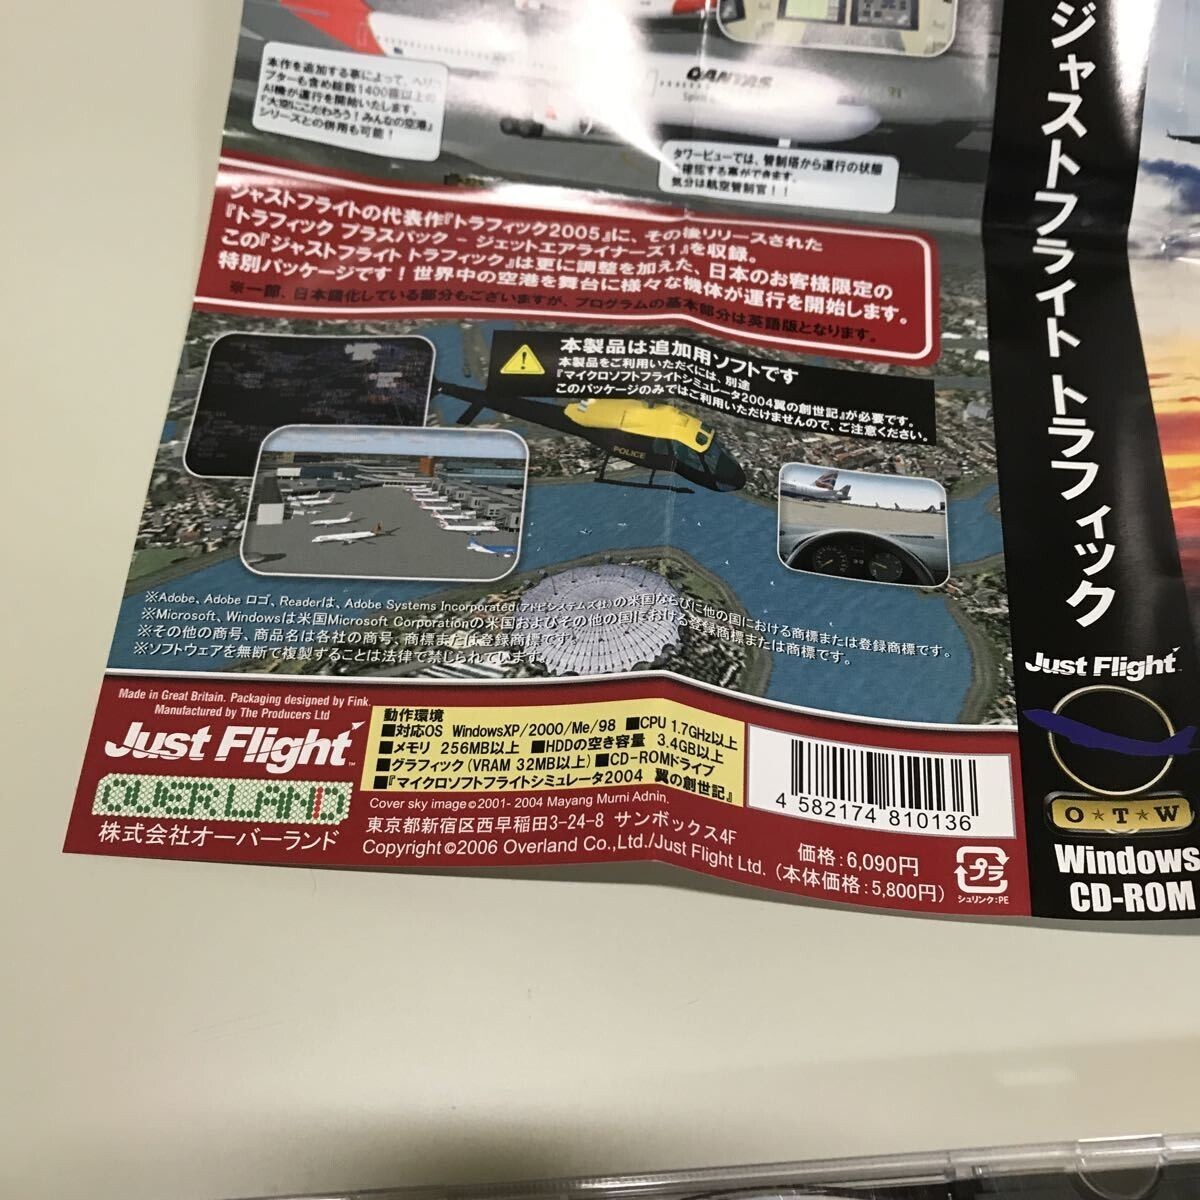 本作を追加する事によって、ヘリコ
プターも含め総数1400機以上の
AI機が運行を開始いたします。
『大空にこだわろう!みんなの空港』
シリーズとの併用も可能!
QANTAS
Spirit
タワービューでは、管制塔から運行の状態
確認する事ができます。
気分は航空管制官!!
ジャストフライトの代表作『トラフィック2005』に、その後リリースされた
『トラフィック プラスパック – ジェットエアライナーズ1』を収録。
この『ジャストフライト トラフィック』は更に調整を加えた、日本のお客様限定の
特別パッケージです!世界中の空港を舞台に様々な機体が運行を開始します。
※一部、日本語化している部分もございますが、プログラムの基本部分は英語版となります。
本製品は追加用ソフトです
本製品をご利用いただくには、別途
『マイクロソフトフライトシミュレータ2004翼の創世記』が必要です。
このパッケージのみではご利用いただけませんので、ご注意ください。
POLICE
※Adobe、Adobe ロゴ、Readerは、Adobe Systems Incorporated(アドビシステムズ社)の米国ならびに他の国における商標または登録商標です。
※Microsoft、Windowsは米国Microsoft Corporationの米国およびその他の国における登録商標または商標です。
※その他の商号、商品名は各社の商号、商標または登録商標です。
※ソフトウェアを無断で複製することは法律で禁じられています。
Made in Great Britain. Packaging designed by Fink.
Manufactured by The Producers Ltd
Just Flight
OVERLAND
株式会社オーバーランド
動作環境
■対応OS WindowsXP/2000/Me/98 ■CPU 1.7GHz以上
■メモリ 256MB以上 ■HDDの空き容量 3.4GB以上
■グラフィック(VRAM 32MB以上) ■CD-ROMドライブ
■『マイクロソフトフライトシミュレータ2004 翼の創世記』
Cover sky image©2001- 2004 Mayang Murni Adnin.
東京都新宿区西早稲田3-24-8 サンボックス4F
Copyright ©2006 Overland Co.,Ltd./Just Flight Ltd.
4 582174 810136
価格:6,090円
(本体価格:5,800円)
プラ
シュリンク:PE
ジャストフライト トラフィック
Just Flight
O★T★W
Windows
CD-ROM